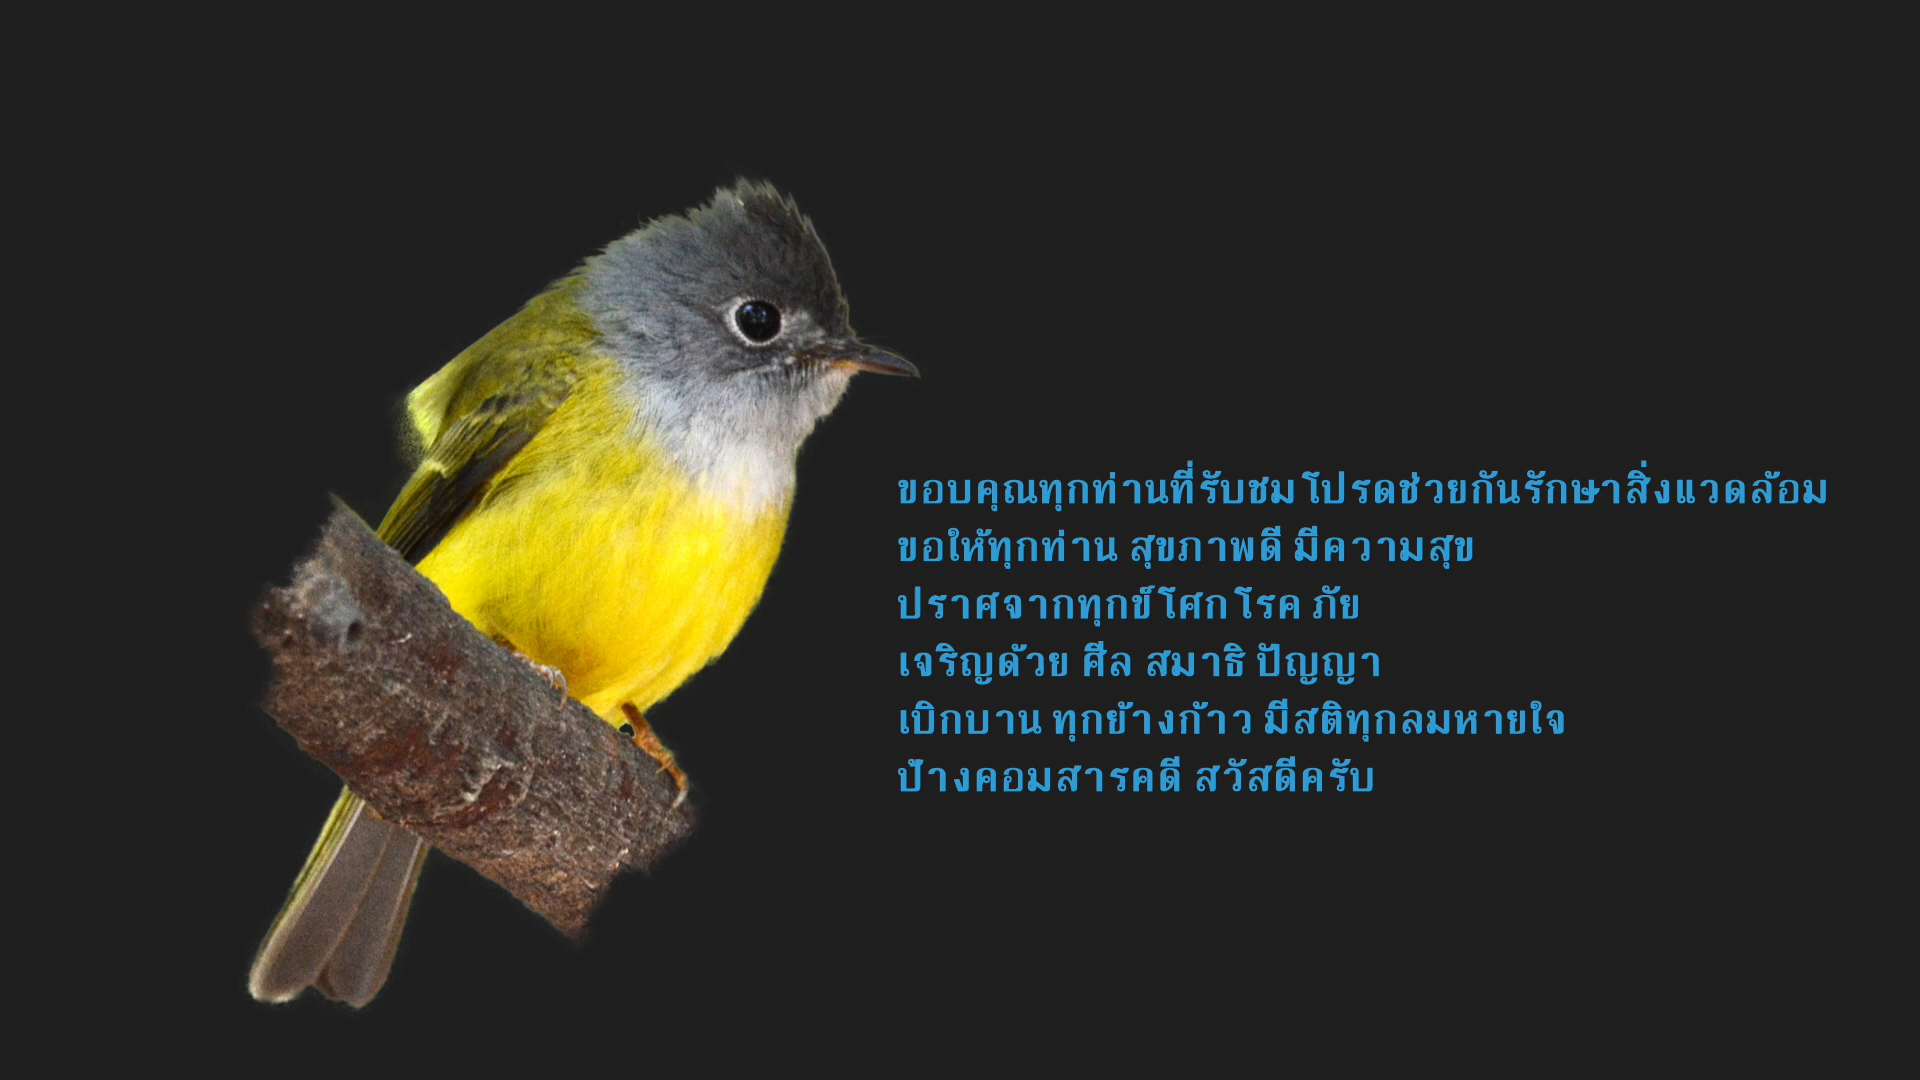 ขอบคุณทุกท่านที่รับชม โปรดช่วยกันรักษาสิ่งแวดล้อม
ขอให้ทุกท่าน สุขภาพดี มีความสุข
ปราศจากทุกข์โศก โรค ภัย
เจริญด้วย ศีล สมาธิ ปัญญา
เบิกบาน ทุกย้างก้าว มีสติทุกลมหายใจ
ป้างคอมสารคดี สวัสดีครับ